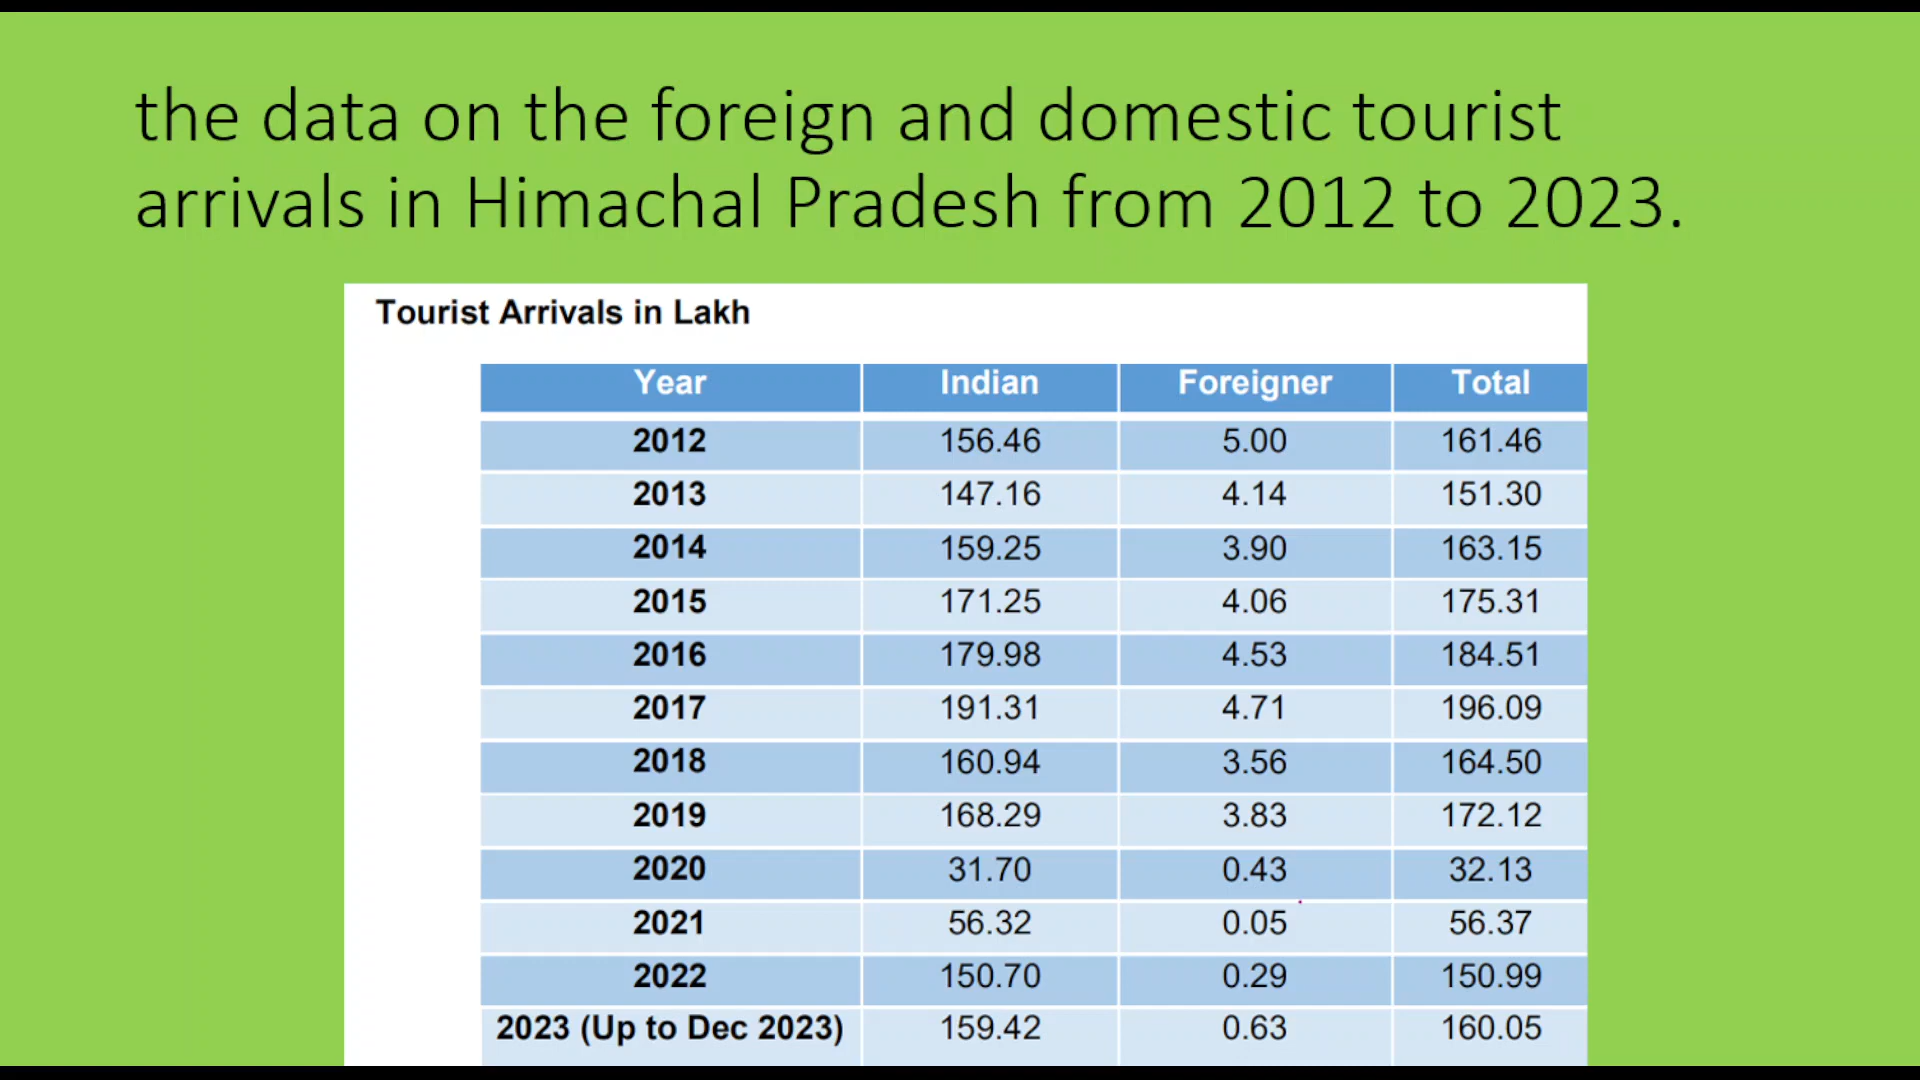 the data on the foreign and domestic tourist
arrivals in Himachal Pradesh from 2012 to 2023.
Tourist Arrivals in Lakh
Year Indian Foreigner Total
2012 156.46 5.00 161.46
2013 147.16 4.14 151.30
2014 159.25 3.90 163.15
2015 171.25 4.06 175.31
2016 179.98 4.53 184.51
2017 191.31 4.71 196.09
2018 160.94 3.56 164.50
2019 168.29 3.83 172.12
2020 31.70 0.43 32.13
2021 56.32 0.05 56.37
2022 150.70 0.29 150.99
2023 (Up to Dec 2023) 159.42 0.63 160.05